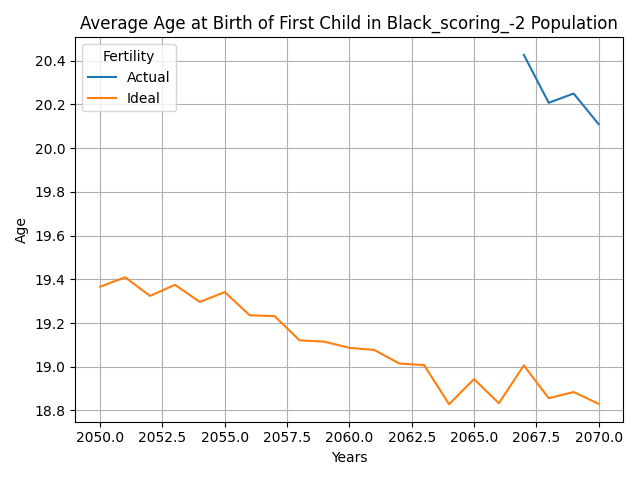 Average Age at Birth of First Child in Black_scoring_-2 Population
Fertility
Actual
Ideal
Age
20.4
20.2
20.0
19.8
19.6
19.4
19.2
19.0
18.8
2050.0 2052.5 2055.0 2057.5 2060.0 2062.5 2065.0 2067.5 2070.0
Years